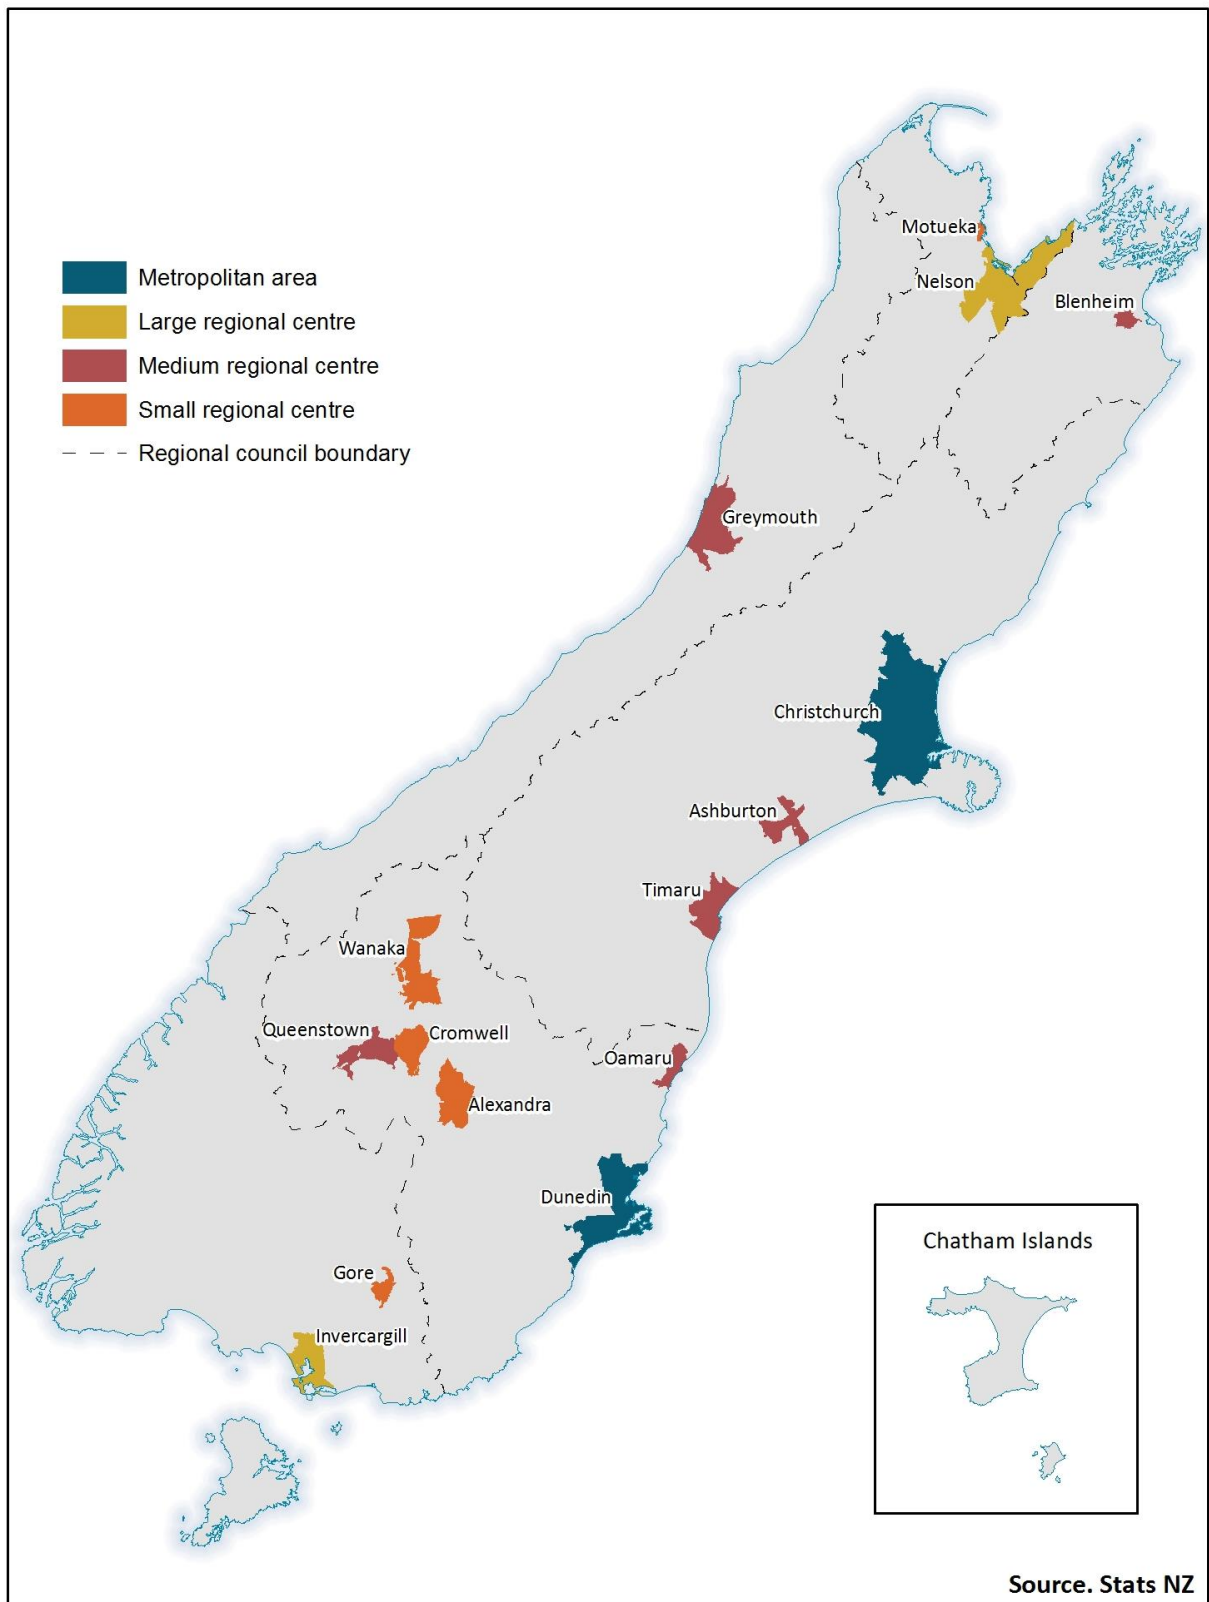 Metropolitan area
Large regional centre
Medium regional centre
Small regional centre
Regional council boundary
Motueka
Nelson
Blenheim
Greymouth
Christchurch
Ashburton
Timaru
Wanaka
Queenstown
Cromwell
Oamaru
Alexandra
Dunedin
Gore
Invercargill
Chatham Islands
Source. Stats NZ